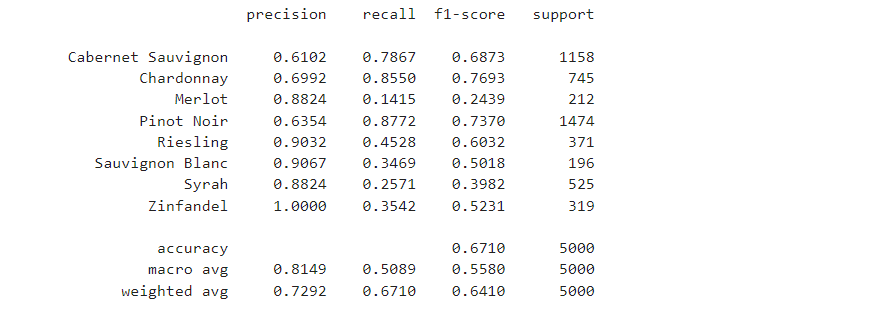 precision recall f1-score support
Cabernet Sauvignon 0.6102 0.7867 0.6873 1158
Chardonnay 0.6992 0.8550 0.7693 745
Merlot 0.8824 0.1415 0.2439 212
Pinot Noir 0.6354 0.8772 0.7370 1474
Riesling 0.9032 0.4528 0.6032 371
Sauvignon Blanc 0.9067 0.3469 0.5018 196
Syrah 0.8824 0.2571 0.3982 525
Zinfandel 1.0000 0.3542 0.5231 319
accuracy 0.6710 5000
macro avg 0.8149 0.5089 0.5580 5000
weighted avg 0.7292 0.6710 0.6410 5000